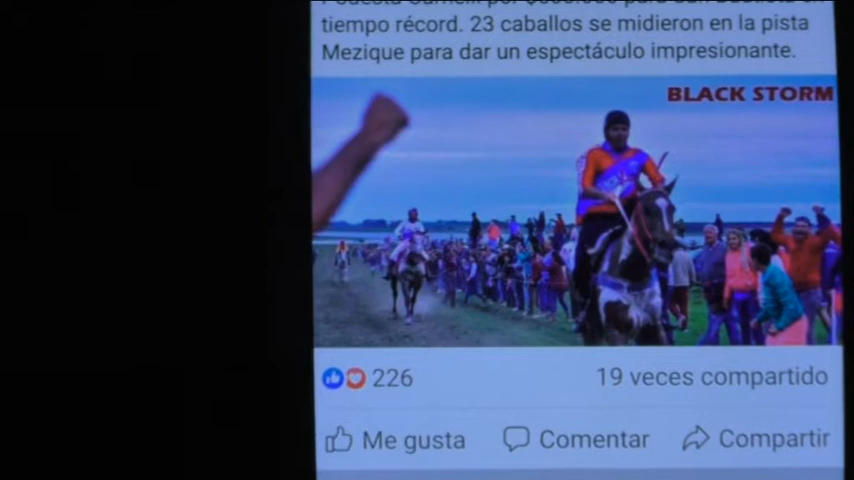 tiempo récord. 23 caballos se midieron en la pista
Mezique para dar un espectáculo impresionante.
BLACK STORM
226
19 veces compartido
Me gusta
Comentar
Compartir